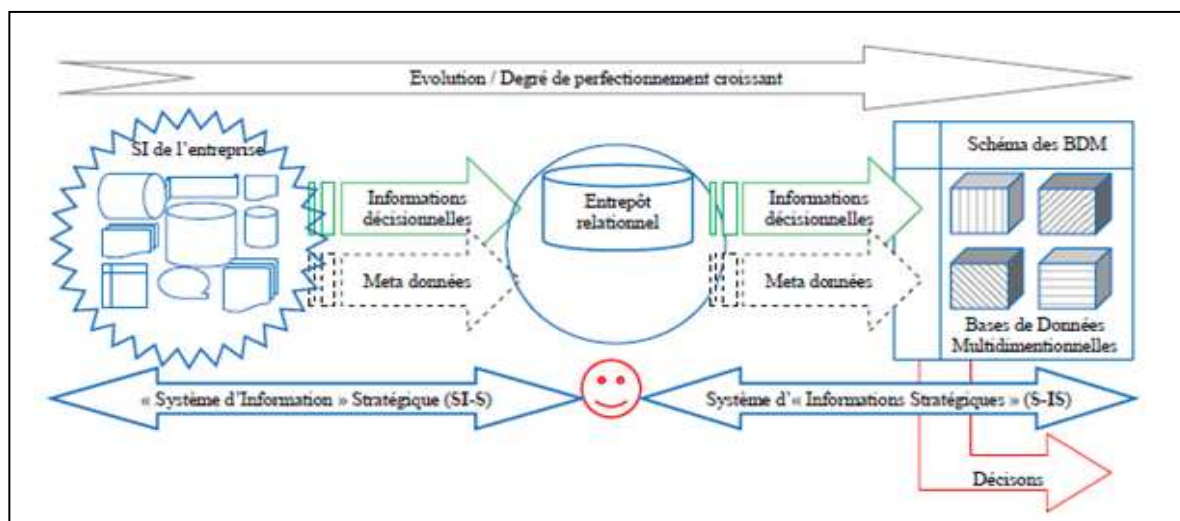 Evolution / Degré de perfectionnement croissant
SI de l'entreprise
Informations
décisionnelles
Meta données
Entrepôt
relationnel
Informations
décisionnelles
Meta données
Schéma des BDM
Bases de Données
Multidimentionnelles
« Système d'Information » Stratégique (SI-S)
Système d'« Informations Stratégiques » (S-IS)
Décisons